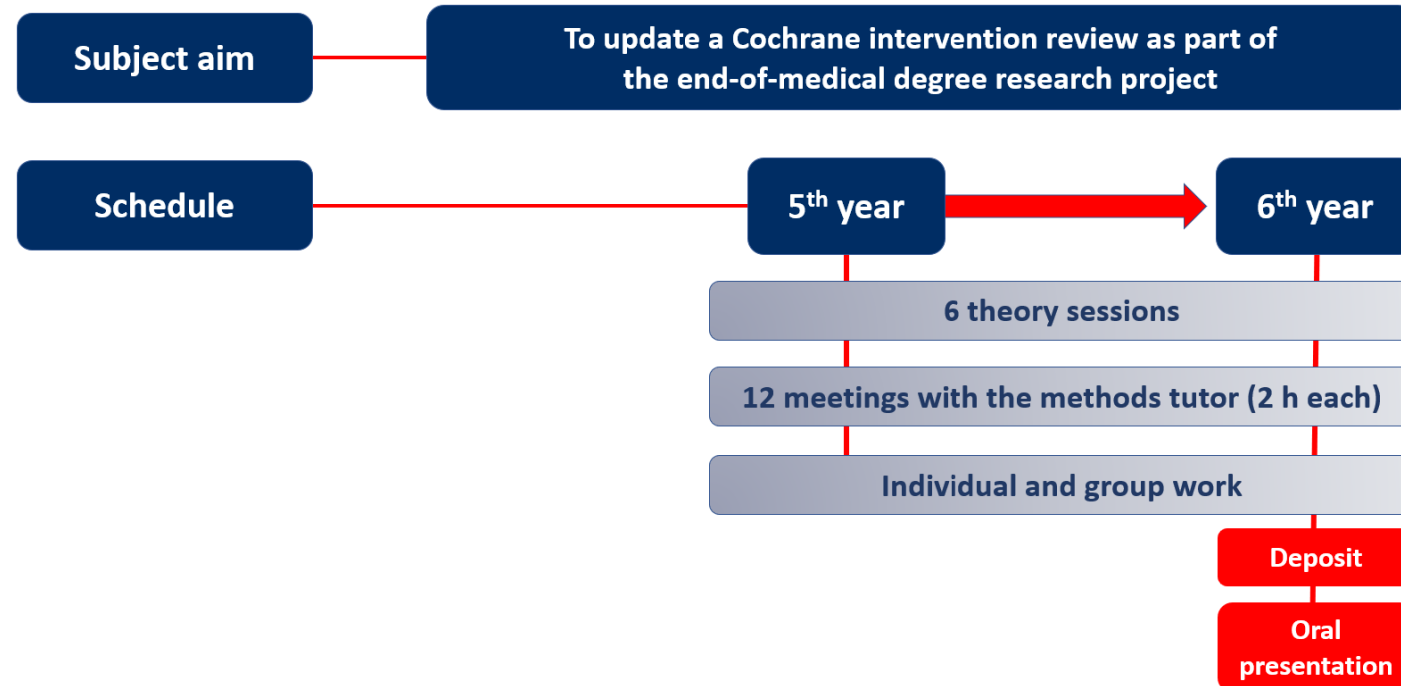 Subject aim
To update a Cochrane intervention review as part of
the end-of-medical degree research project
Schedule
5th year
6th year
6 theory sessions
12 meetings with the methods tutor (2 h each)
Individual and group work
Deposit
Oral
presentation